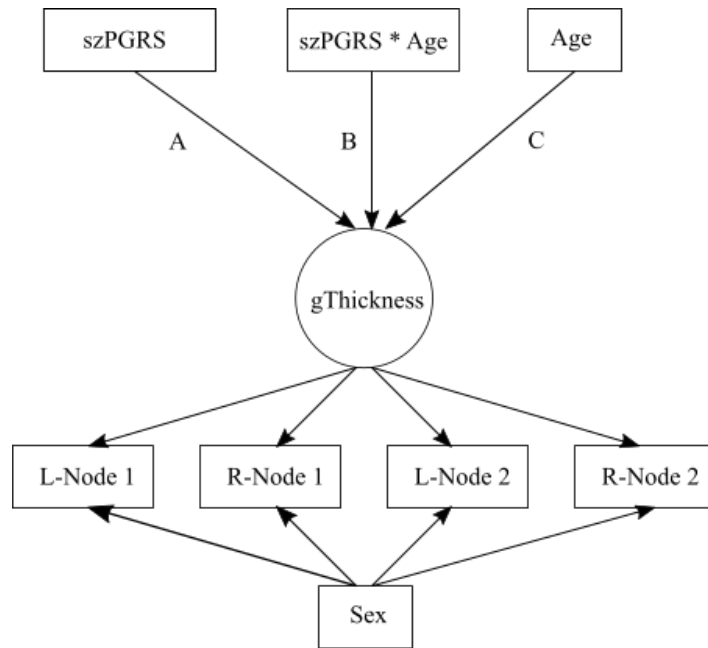 szPGRS
szPGRS * Age
Age
A
B
C
gThickness
L-Node 1
R-Node 1
L-Node 2
R-Node 2
Sex